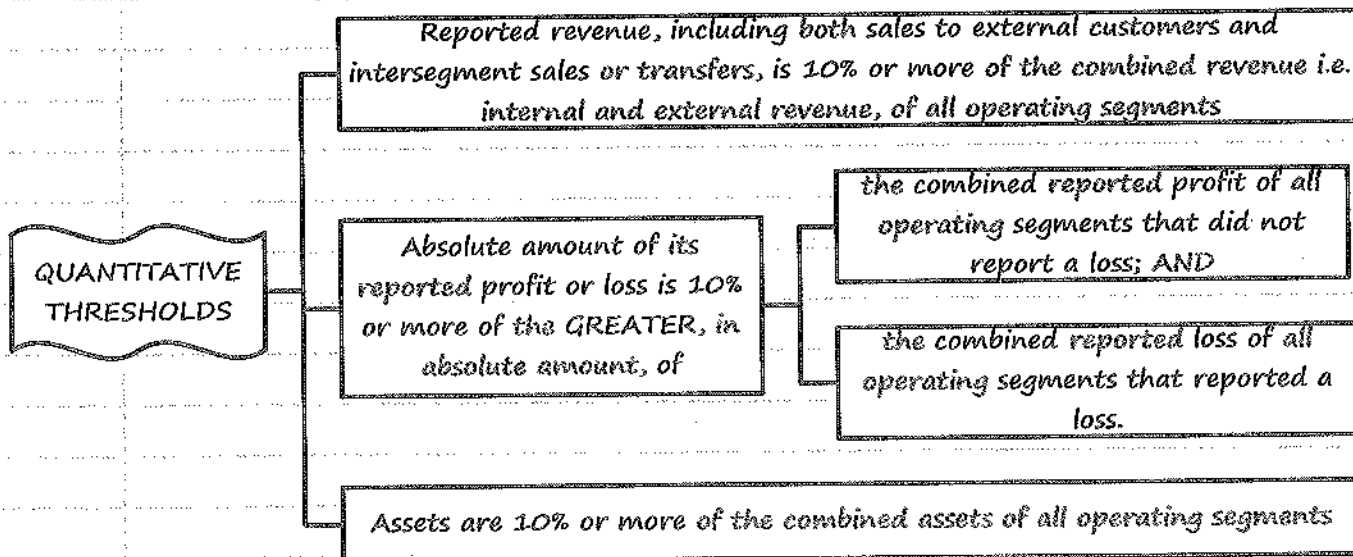 Reported revenue, including both sales to external customers and
intersegment sales or transfers, is 10% or more of the combined revenue i.e.
internal and external revenue, of all operating segments
QUANTITATIVE
THRESHOLDS
Absolute amount of its
reported profit or loss is 10%
or more of the GREATER, in
absolute amount, of
the combined reported profit of all
operating segments that did not
report a loss; AND
the combined reported loss of all
operating segments that reported a
loss.
Assets are 10% or more of the combined assets of all operating segments